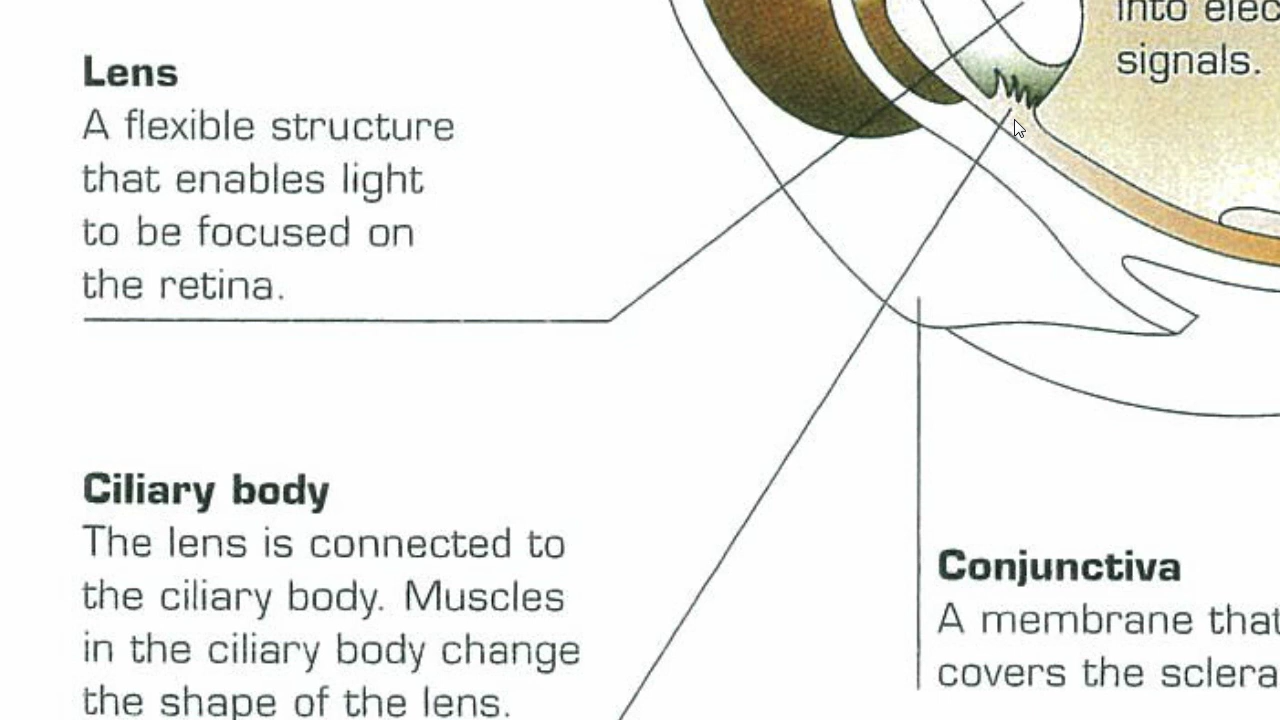 into elec
signals.
Lens
A flexible structure
that enables light
to be focused on
the retina.
Ciliary body
The lens is connected to
the ciliary body. Muscles
in the ciliary body change
the shape of the lens.
Conjunctiva
A membrane that
covers the sclera